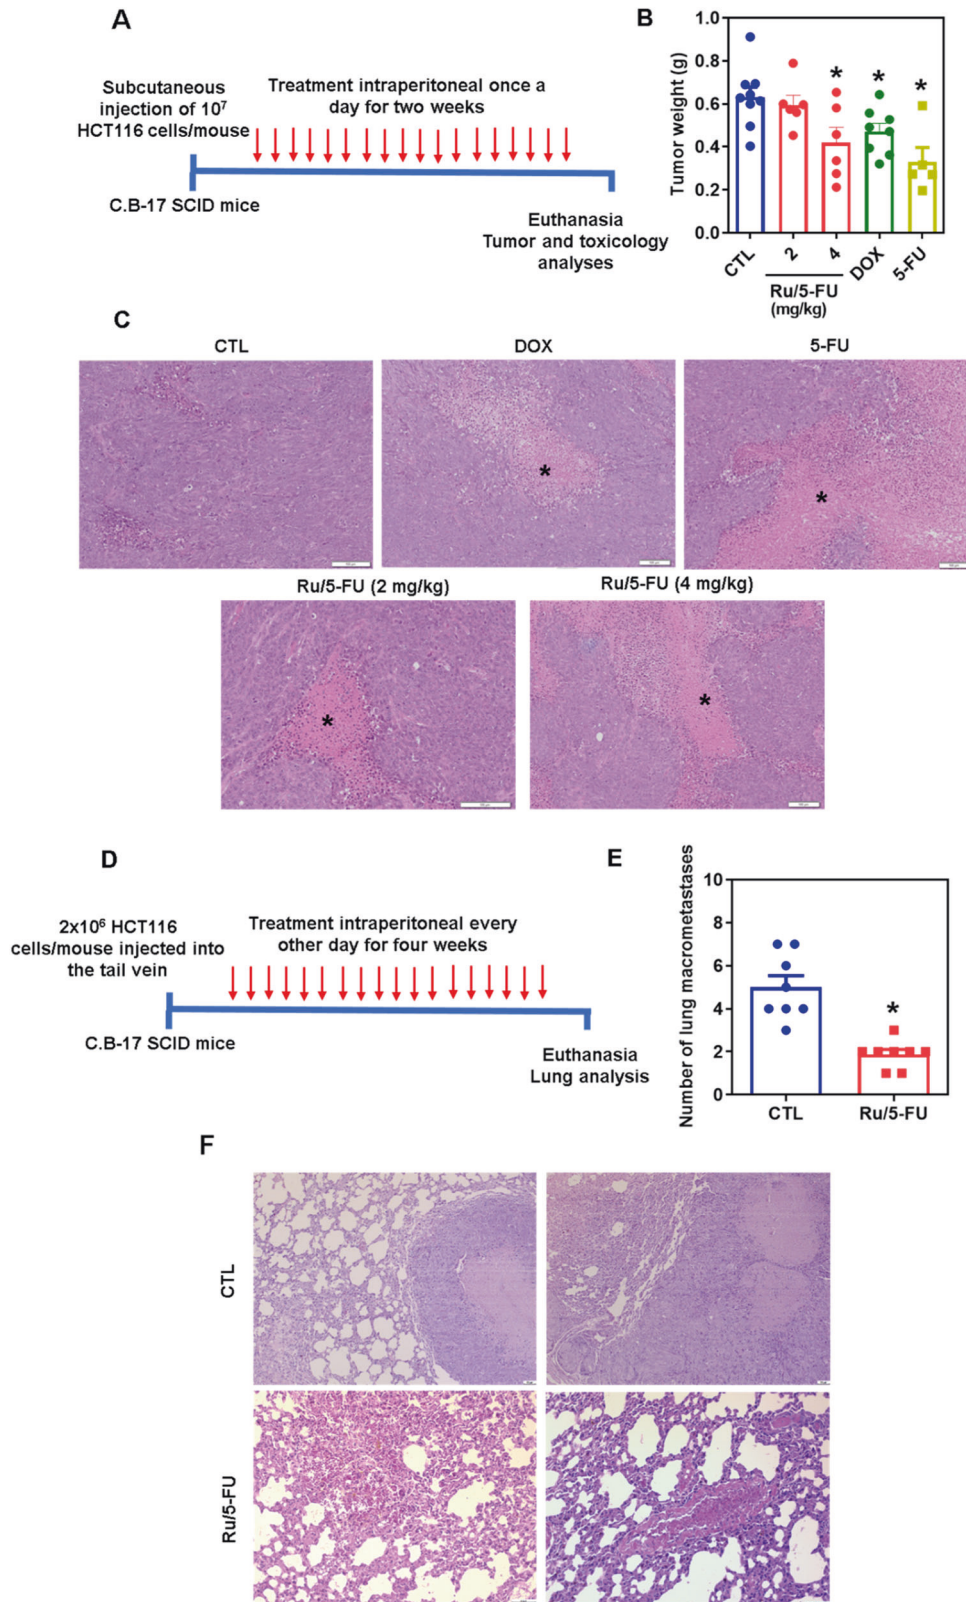 A
Subcutaneous
injection of 10⁷
HCT116 cells/mouse
Treatment intraperitoneal once a
day for two weeks
C.B-17 SCID mice
Euthanasia
Tumor and toxicology
analyses
B
Tumor weight (g)
1.0
0.8
0.6
0.4
0.2
0.0
* * *
CTL 2 4 DOX 5-FU
Ru/5-FU
(mg/kg)
C
CTL DOX 5-FU
*
*
Ru/5-FU (2 mg/kg) Ru/5-FU (4 mg/kg)
*
*
D
2x10⁶ HCT116
cells/mouse injected into
the tail vein
Treatment intraperitoneal every
other day for four weeks
C.B-17 SCID mice
Euthanasia
Lung analysis
E
Number of lung macrometastases
10
8
6
4
2
0
*
CTL Ru/5-FU
F
CTL
Ru/5-FU